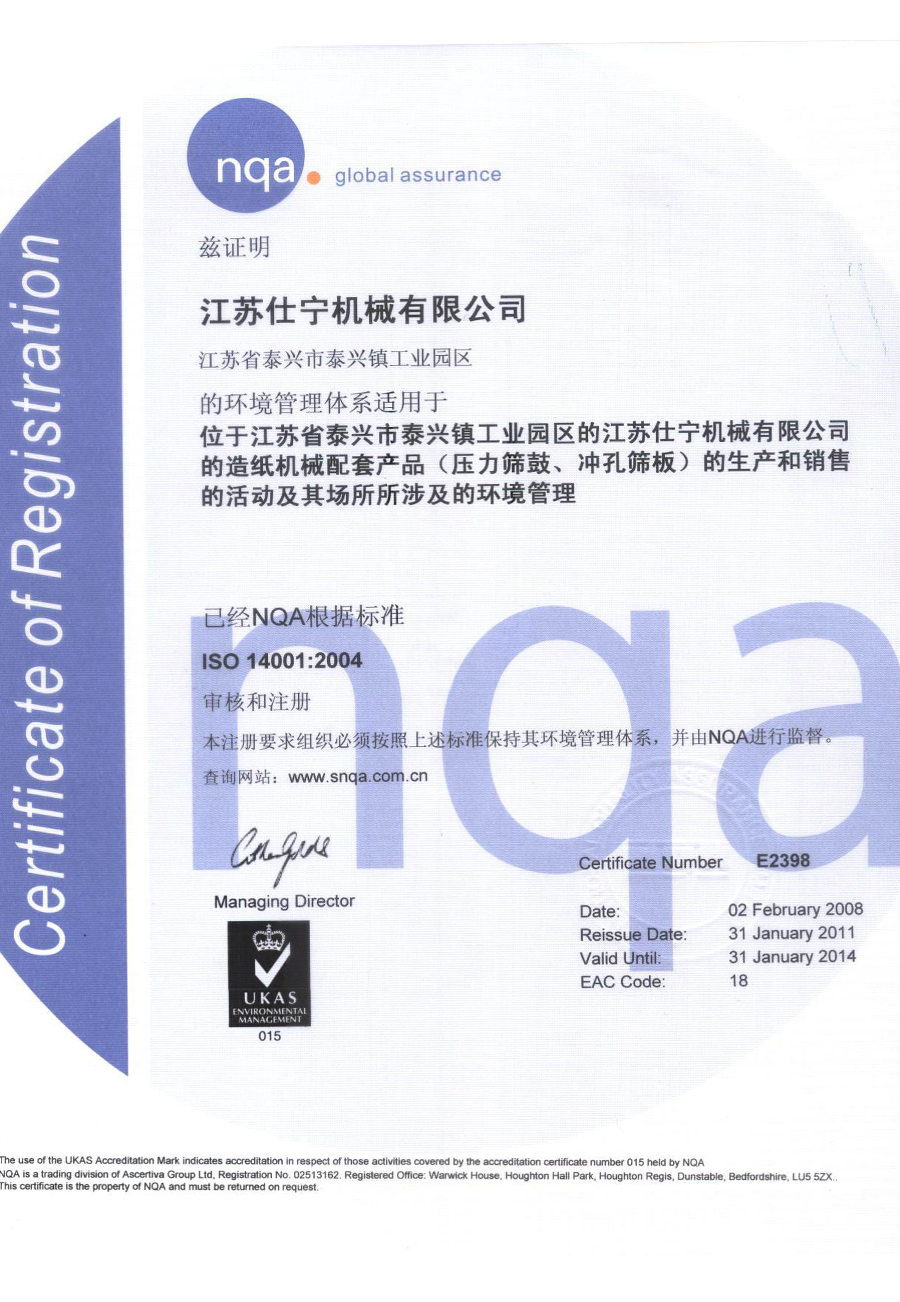 Certificate of Registration
nqa. global assurance
兹证明
江苏仕宁机械有限公司
江苏省泰兴市泰兴镇工业园区
的环境管理体系适用于
位于江苏省泰兴市泰兴镇工业园区的江苏仕宁机械有限公司
的造纸机械配套产品（压力筛鼓、冲孔筛板）的生产和销售
的活动及其场所所涉及的环境管理
nqa
已经NQA根据标准
ISO 14001:2004
审核和注册
本注册要求组织必须按照上述标准保持其环境管理体系，并由NQA进行监督。
查询网站：www.snqa.com.cn
Managing Director
Certificate Number E2398
Date: 02 February 2008
Reissue Date: 31 January 2011
Valid Until: 31 January 2014
EAC Code: 18
UKAS
ENVIRONMENTAL
MANAGEMENT
015
The use of the UKAS Accreditation Mark indicates accreditation in respect of those activities covered by the accreditation certificate number 015 held by NQA
NQA is a trading division of Ascertiva Group Ltd, Registration No. 02513162. Registered Office: Warwick House, Houghton Hall Park, Houghton Regis, Dunstable, Bedfordshire, LU5 5ZX..
This certificate is the property of NQA and must be returned on request.